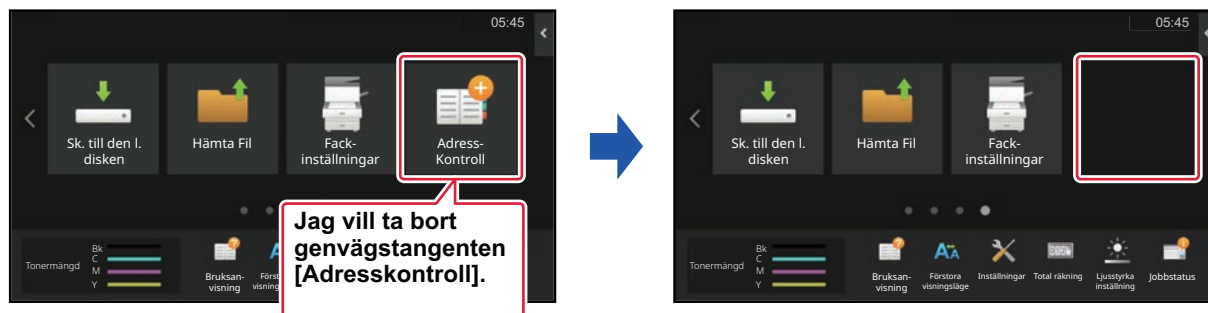 05:45
Sk. till den l.
disken
Hämta Fil
Fack-
inställningar
Adress-
Kontroll
Jag vill ta bort
genvägstangenten
[Adresskontroll].
Tonermängd
Bk
C
M
Y
Bruksan-
visning
05:45
Sk. till den l.
disken
Hämta Fil
Fack-
inställningar
Tonermängd
Bk
C
M
Y
Bruksan-
visning
Förstora
visningsläge
Inställningar
Total räkning
Ljusstyrka
inställning
Jobbstatus